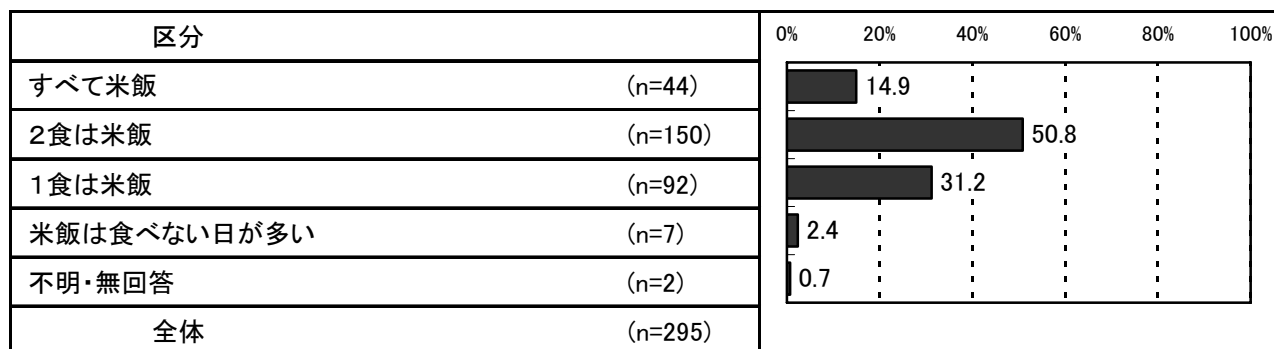 区分 0% 20% 40% 60% 80% 100%
すべて米飯 (n=44) 14.9
２食は米飯 (n=150) 50.8
１食は米飯 (n=92) 31.2
米飯は食べない日が多い (n=7) 2.4
不明・無回答 (n=2) 0.7
全体 (n=295)